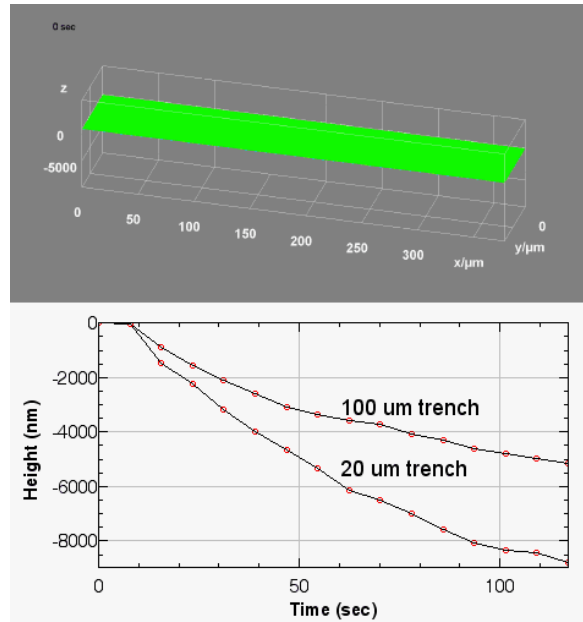 0 sec
z
0
-5000
0
50
100
150
200
250
300
x/µm
y/µm
0
0
-2000
-4000
-6000
-8000
Height (nm)
100 um trench
20 um trench
0
50
100
Time (sec)